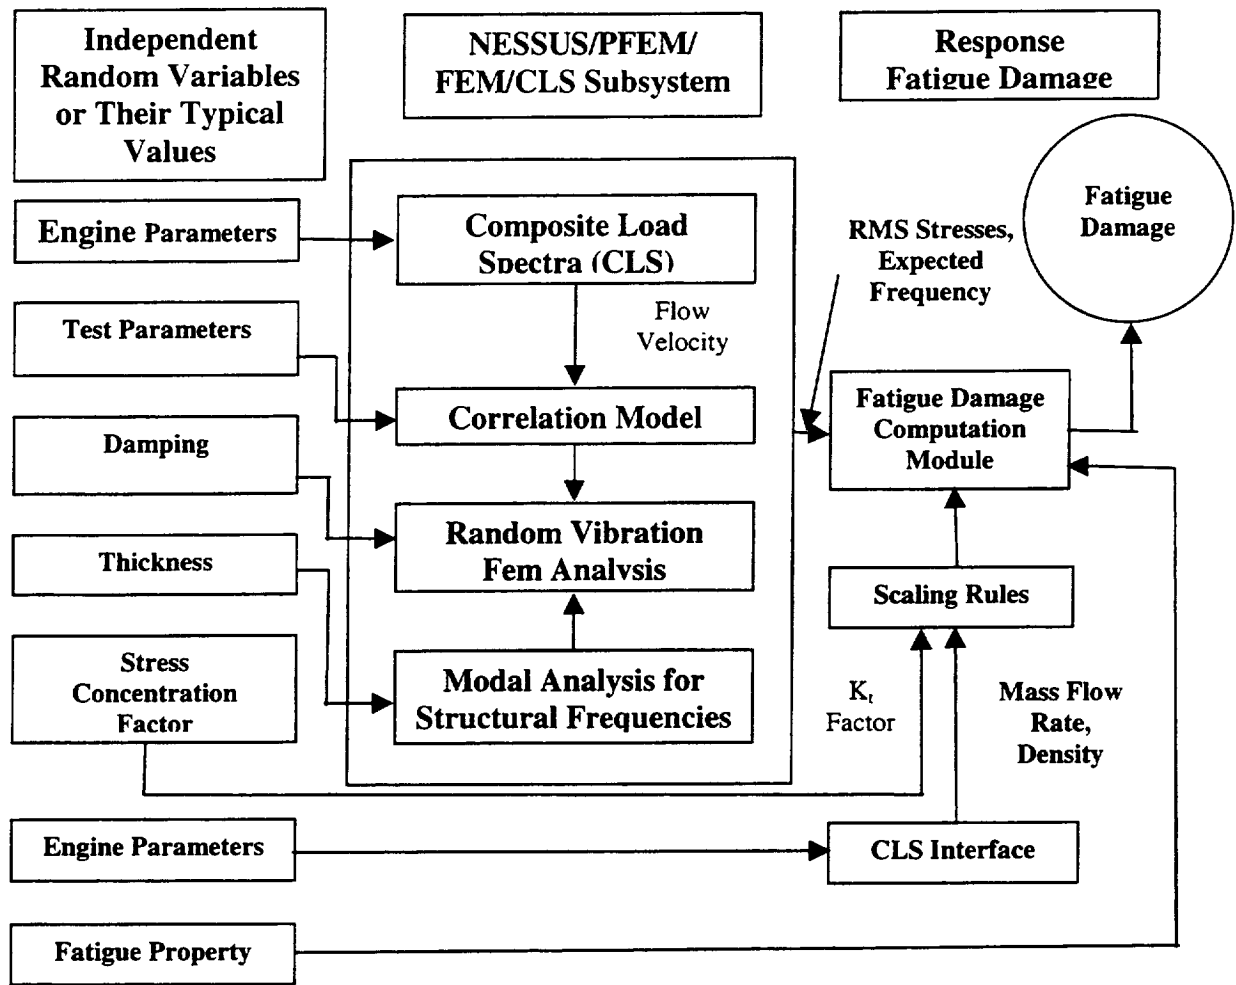 Independent
Random Variables
or Their Typical
Values
NESSUS/PFEM/
FEM/CLS Subsystem
Response
Fatigue Damage
Engine Parameters
Test Parameters
Damping
Thickness
Stress
Concentration
Factor
Engine Parameters
Fatigue Property
Composite Load
Spectra (CLS)
Flow
Velocity
Correlation Model
Random Vibration
Fem Analysis
Modal Analysis for
Structural Frequencies
RMS Stresses,
Expected
Frequency
Fatigue
Damage
Fatigue Damage
Computation
Module
Scaling Rules
Kt
Factor
Mass Flow
Rate,
Density
CLS Interface